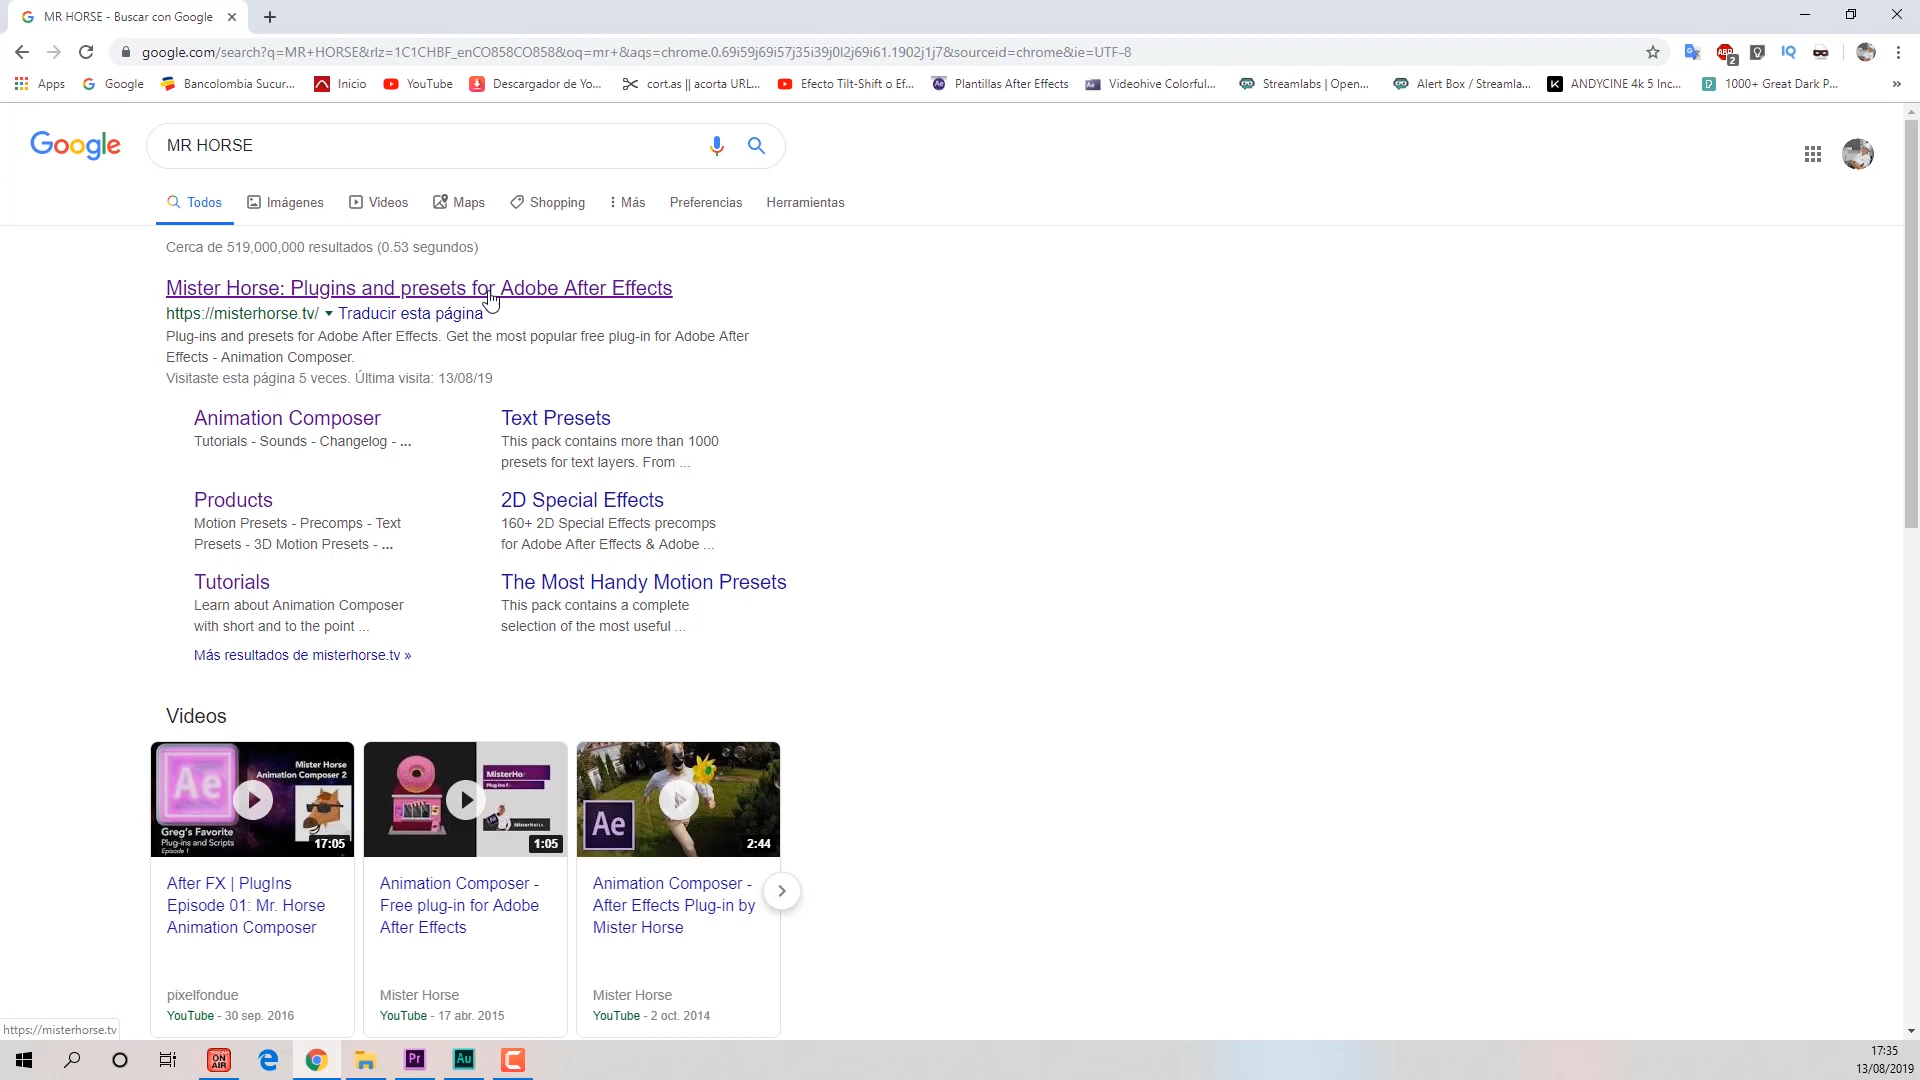 MR HORSE - Buscar con Google
google.com/search?q=MR+HORSE&rlz=1C1CHBF_enCO858CO858&oq=mr+&aqs=chrome.0.69i59j69i57j35i39j0l2j69i61.1902j1j7&sourceid=chrome&ie=UTF-8
ABP 2
IQ
Apps Google Bancolombia Sucur... Inicio YouTube Descargador de Yo... cort.as || acorta URL... Efecto Tilt-Shift o Ef... Plantillas After Effects Videohive Colorful... Streamlabs | Open... Alert Box / Streamla... ANDYCINE 4k 5 Inc... 1000+ Great Dark P...
Google
MR HORSE
Todos Imágenes Videos Maps Shopping Más Preferencias Herramientas
Cerca de 519,000,000 resultados (0.53 segundos)
Mister Horse: Plugins and presets for Adobe After Effects
https://misterhorse.tv/ Traducir esta página
Plug-ins and presets for Adobe After Effects. Get the most popular free plug-in for Adobe After
Effects - Animation Composer.
Visitaste esta página 5 veces. Última visita: 13/08/19
Animation Composer
Tutorials - Sounds - Changelog - ...
Text Presets
This pack contains more than 1000
presets for text layers. From ...
Products
Motion Presets - Precomps - Text
Presets - 3D Motion Presets - ...
2D Special Effects
160+ 2D Special Effects precomps
for Adobe After Effects & Adobe ...
Tutorials
Learn about Animation Composer
with short and to the point ...
The Most Handy Motion Presets
This pack contains a complete
selection of the most useful ...
Más resultados de misterhorse.tv »
Videos
Ae
Mister Horse
Animation Composer 2
Greg's Favorite
Plug-ins and Scripts
Episode 1
17:05
After FX | PlugIns
Episode 01: Mr. Horse
Animation Composer
pixelfondue
YouTube - 30 sep. 2016
MisterHo
1:05
Animation Composer -
Free plug-in for Adobe
After Effects
Mister Horse
YouTube - 17 abr. 2015
Ae
2:44
Animation Composer -
After Effects Plug-in by
Mister Horse
Mister Horse
YouTube - 2 oct. 2014
https://misterhorse.tv
ON
AIR
Pr
Au
17:35
13/08/2019